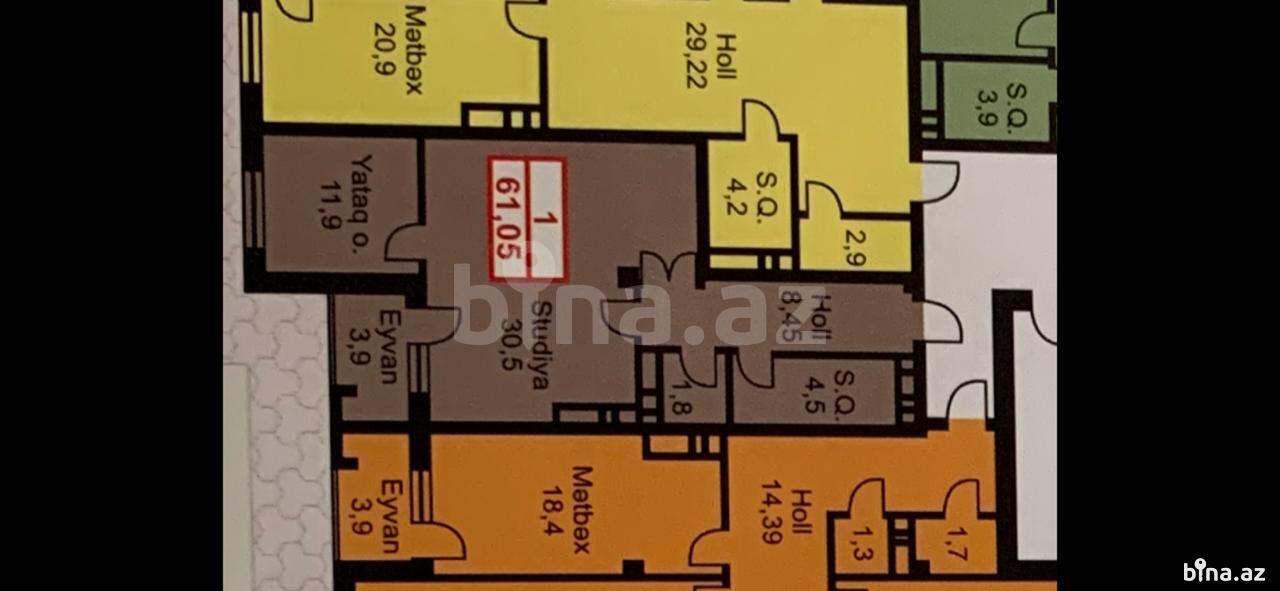 Mətbəx
20,9
Holl
29,22
S.Q.
3,9
S.Q.
4,2
2,9
Yataq o.
11,9
1
61,05
Studiya
30,5
Holl
8,45
Eyvan
3,9
1,8
S.Q.
4,5
Eyvan
3,9
Mətbəx
18,4
Holl
14,39
1,3
1,7
bina.az
bina.az